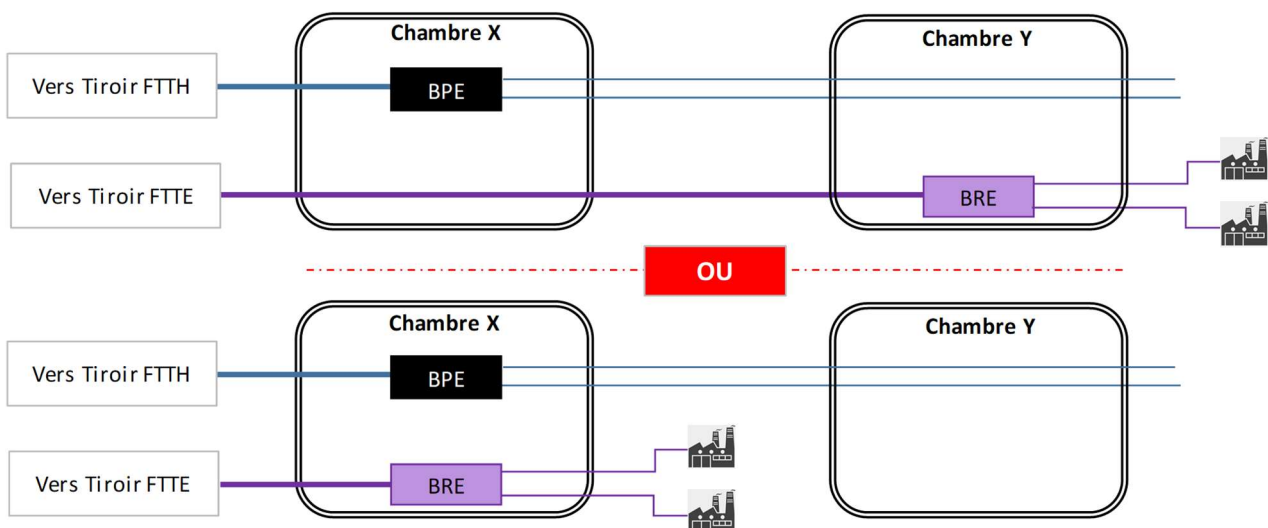 Chambre X
Chambre Y
Vers Tiroir FTTH
BPE
Vers Tiroir FTTE
BRE
OU
Chambre X
Chambre Y
Vers Tiroir FTTH
BPE
Vers Tiroir FTTE
BRE